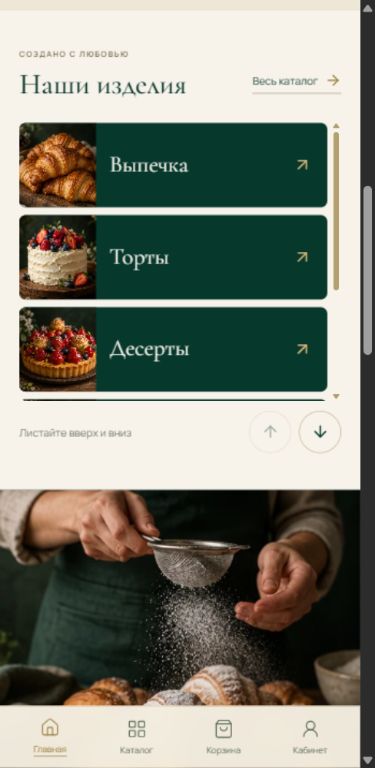 СОЗДАНО С ЛЮБОВЬЮ
Наши изделия
Весь каталог
Выпечка
Торты
Десерты
Листайте вверх и вниз
Главная
Каталог
Корзина
Кабинет